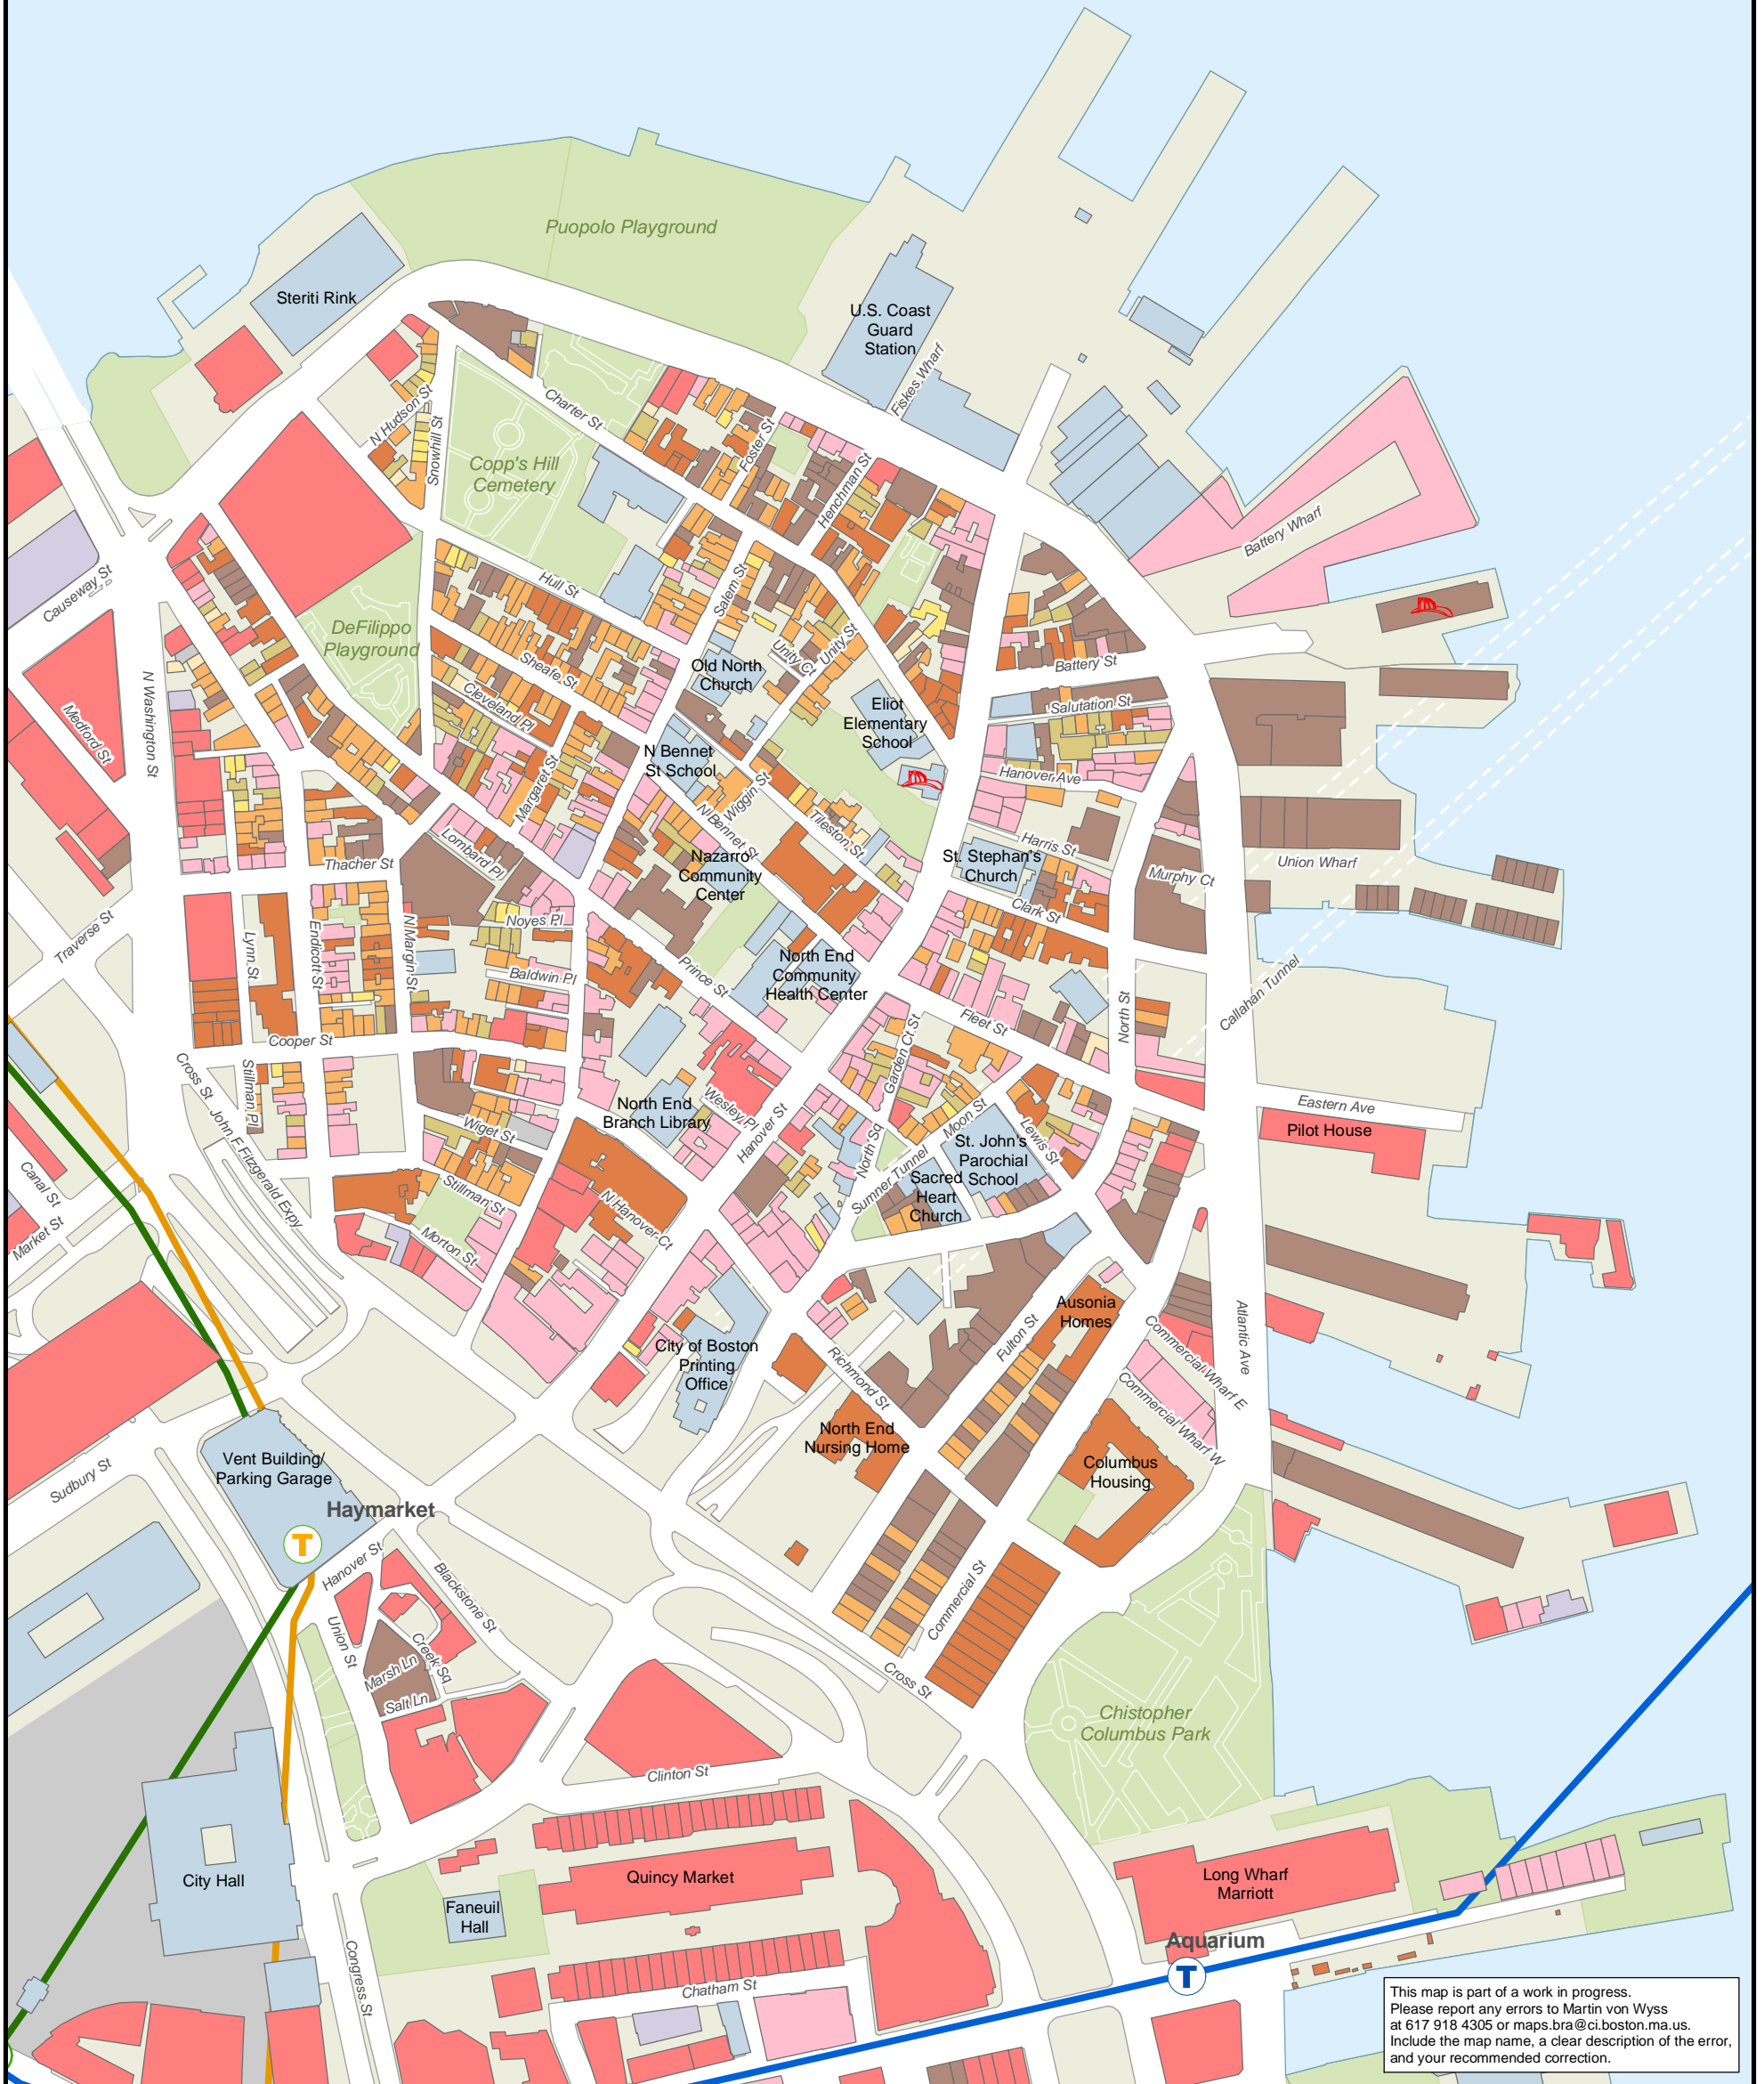 Puopolo Playground
Steriti Rink
U.S. Coast
Guard
Station
Fiskes Wharf
N Hudson St
Snowhill St
Charter St
Foster St
Henchman St
Copp's Hill
Cemetery
Battery Wharf
Causeway St
Hull St
Salem St
DeFilippo
Playground
Sheafe St
Cleveland Pl
Unity Ct
Unity St
Old North
Church
Battery St
Salutation St
N Washington St
Medford St
Eliot
Elementary
School
N Bennet
St School
Margaret St
Wiggin St
Hanover Ave
N Bennet St
Tileston St
Lombard Pl
Thacher St
Nazarro
Community
Center
Harris St
St. Stephan's
Church
Union Wharf
Murphy Ct
Clark St
Noyes Pl
Traverse St
Lynn St
Endicott St
N Margin St
Baldwin Pl
Prince St
North End
Community
Health Center
Fleet St
North St
Callahan Tunnel
Cooper St
Cross St
Stillman Pl
Garden Ct St
Wesley Pl
North End
Branch Library
Hanover St
Wiget St
Moon St
Lewis St
Eastern Ave
Pilot House
John F Fitzgerald Expy
Canal St
Market St
St. John's
Parochial
School
North Sq
Sumner Tunnel
Sacred
Heart
Church
Stillman St
N Hanover Ct
Morton St
Ausonia
Homes
Fulton St
Atlantic Ave
Commercial Wharf E
Commercial Wharf W
City of Boston
Printing
Office
Richmond St
North End
Nursing Home
Columbus
Housing
Vent Building/
Parking Garage
Sudbury St
Haymarket
T
Hanover St
Blackstone St
Union St
Creek Sq
Marsh Ln
Salt Ln
Commercial St
Cross St
Chistopher
Columbus Park
Clinton St
City Hall
Quincy Market
Faneuil
Hall
Long Wharf
Marriott
Aquarium
T
Congress St
Chatham St
This map is part of a work in progress.
Please report any errors to Martin von Wyss
at 617 918 4305 or maps.bra@ci.boston.ma.us.
Include the map name, a clear description of the error,
and your recommended correction.